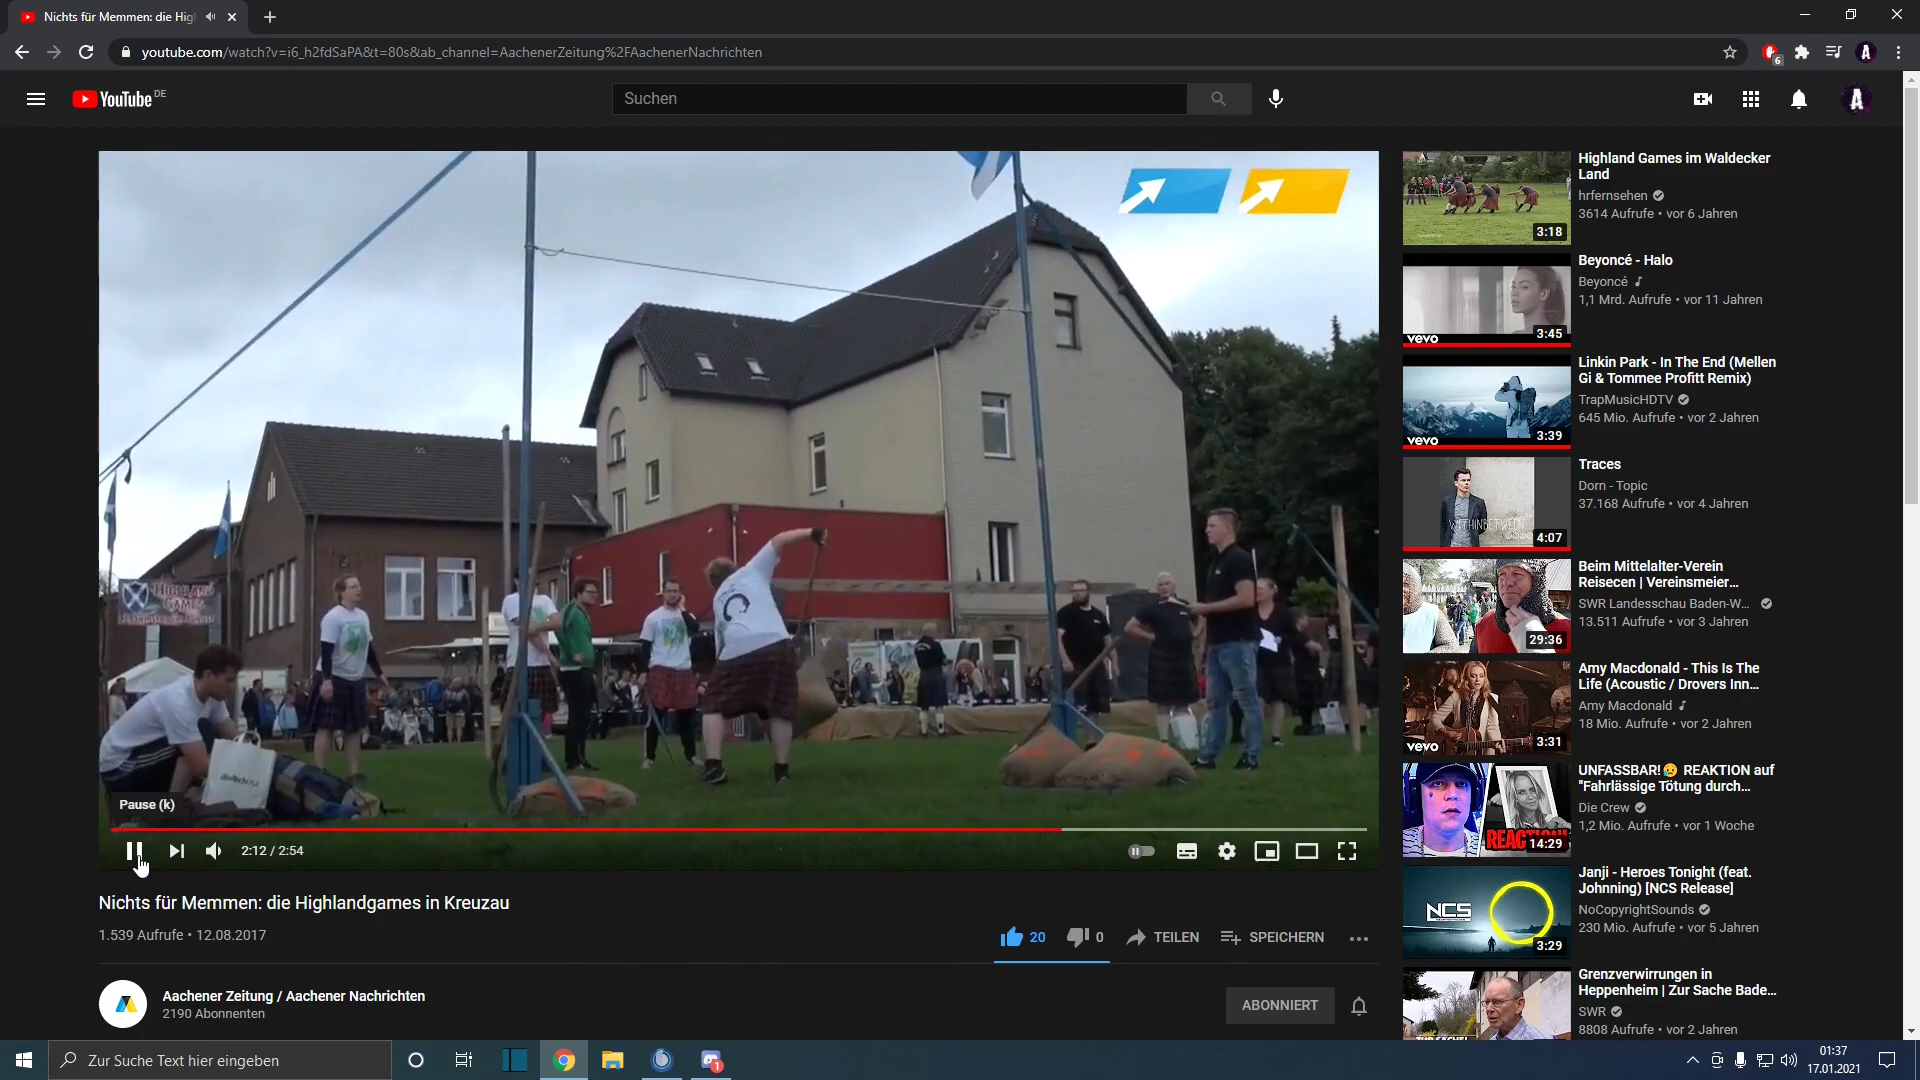 Nichts für Memmen: die Hig
youtube.com/watch?v=i6_h2fdSaPA&t=80s&ab_channel=AachenerZeitung%2FAachenerNachrichten
6
A
YouTube DE
Suchen
A
HIGHLAND
GAMES
Pause (k)
2:12 / 2:54
Nichts für Memmen: die Highlandgames in Kreuzau
1.539 Aufrufe • 12.08.2017
20
0
TEILEN
SPEICHERN
Aachener Zeitung / Aachener Nachrichten
2190 Abonnenten
ABONNIERT
3:18
Highland Games im Waldecker
Land
hrfernsehen
3614 Aufrufe • vor 6 Jahren
vevo
3:45
Beyoncé - Halo
Beyoncé
1,1 Mrd. Aufrufe • vor 11 Jahren
vevo
3:39
Linkin Park - In The End (Mellen
Gi & Tommee Profitt Remix)
TrapMusicHDTV
645 Mio. Aufrufe • vor 2 Jahren
WITHINBETWEEN
4:07
Traces
Dorn - Topic
37.168 Aufrufe • vor 4 Jahren
29:36
Beim Mittelalter-Verein
Reisecen | Vereinsmeier...
SWR Landesschau Baden-W...
13.511 Aufrufe • vor 3 Jahren
vevo
3:31
Amy Macdonald - This Is The
Life (Acoustic / Drovers Inn...
Amy Macdonald
18 Mio. Aufrufe • vor 2 Jahren
REACTION!
14:29
UNFASSBAR!😥 REAKTION auf
"Fahrlässige Tötung durch...
Die Crew
1,2 Mio. Aufrufe • vor 1 Woche
NCS
3:29
Janji - Heroes Tonight (feat.
Johnning) [NCS Release]
NoCopyrightSounds
230 Mio. Aufrufe • vor 5 Jahren
Grenzverwirrungen in
Heppenheim | Zur Sache Bade...
SWR
8808 Aufrufe • vor 2 Jahren
Zur Suche Text hier eingeben
1
01:37
17.01.2021